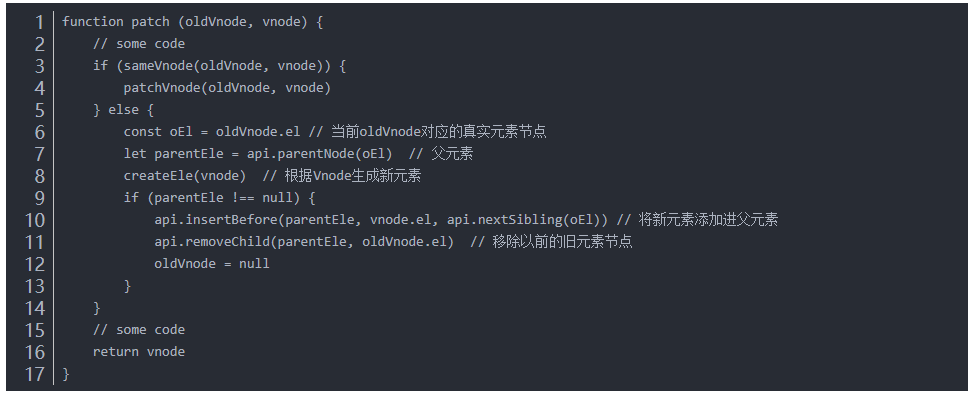 1 function patch (oldVnode, vnode) {
2     // some code
3     if (sameVnode(oldVnode, vnode)) {
4         patchVnode(oldVnode, vnode)
5     } else {
6         const oEl = oldVnode.el // 当前oldVnode对应的真实元素节点
7         let parentEle = api.parentNode(oEl)  // 父元素
8         createEle(vnode)  // 根据Vnode生成新元素
9         if (parentEle !== null) {
10             api.insertBefore(parentEle, vnode.el, api.nextSibling(oEl)) // 将新元素添加进父元素
11             api.removeChild(parentEle, oldVnode.el)  // 移除以前的旧元素节点
12             oldVnode = null
13         }
14     }
15     // some code
16     return vnode
17 }